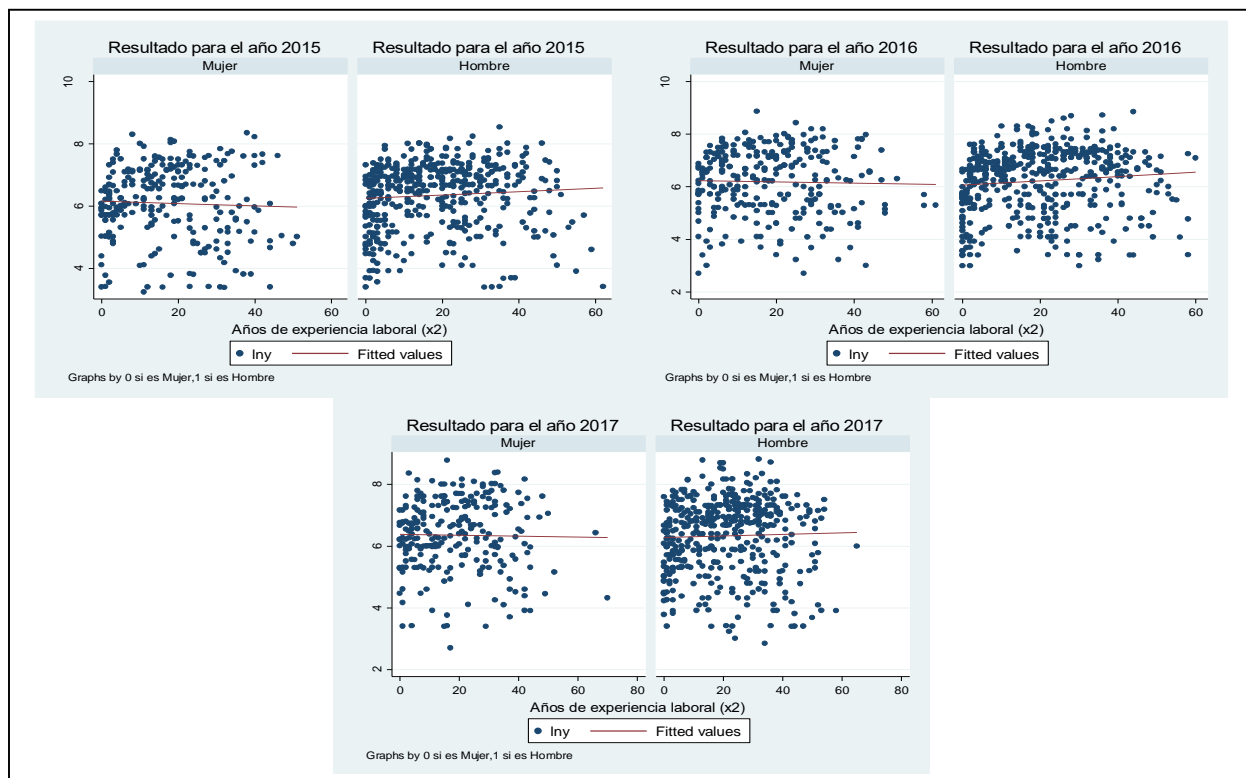 Resultado para el año 2015 Resultado para el año 2015
Mujer Hombre
10
8
6
4
0 20 40 60 0 20 40 60
Años de experiencia laboral (x2)
lny Fitted values
Graphs by 0 si es Mujer,1 si es Hombre
Resultado para el año 2016 Resultado para el año 2016
Mujer Hombre
10
8
6
4
2
0 20 40 60 0 20 40 60
Años de experiencia laboral (x2)
lny Fitted values
Graphs by 0 si es Mujer,1 si es Hombre
Resultado para el año 2017 Resultado para el año 2017
Mujer Hombre
8
6
4
2
0 20 40 60 80 0 20 40 60 80
Años de experiencia laboral (x2)
lny Fitted values
Graphs by 0 si es Mujer,1 si es Hombre